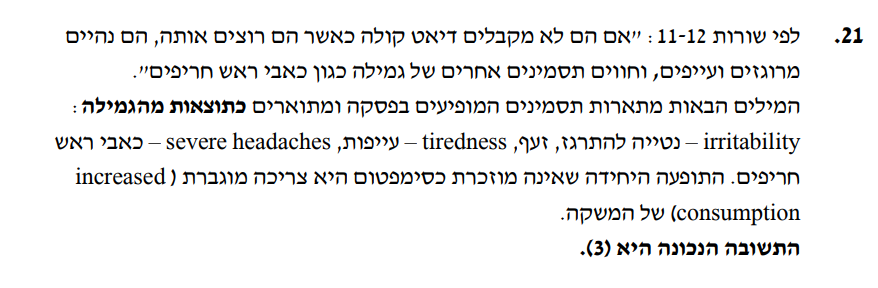 21. לפי שורות 11-12: "אם הם לא מקבלים דיאט קולה כאשר הם רוצים אותה, הם נהיים
מרוגזים ועייפים, וחווים תסמינים אחרים של גמילה כגון כאבי ראש חריפים".
המילים הבאות מתארות תסמינים המופיעים בפסקה ומתוארים כתוצאות מהגמילה:
irritability – נטייה להתרגז, זעף, tiredness – עייפות, severe headaches – כאבי ראש
חריפים. התופעה היחידה שאינה מוזכרת כסימפטום היא צריכה מוגברת (increased
consumption) של המשקה.
התשובה הנכונה היא (3).